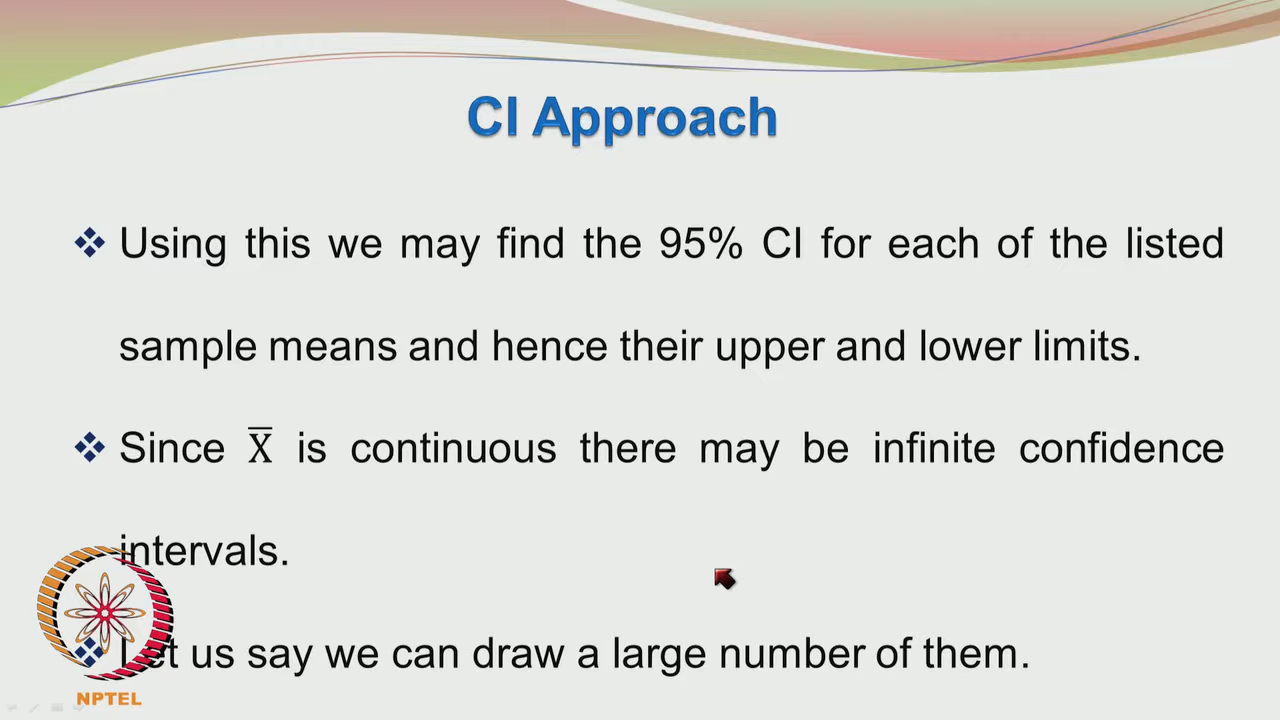 CI Approach
❖ Using this we may find the 95% CI for each of the listed
sample means and hence their upper and lower limits.
❖ Since X̅ is continuous there may be infinite confidence
intervals.
❖ Let us say we can draw a large number of them.
NPTEL